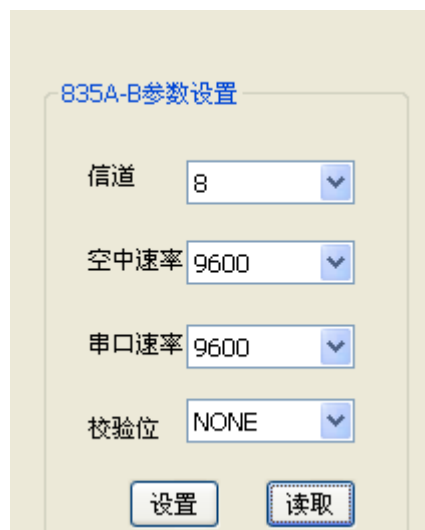 835A-B参数设置
信道 8
空中速率 9600
串口速率 9600
校验位 NONE
设置 读取